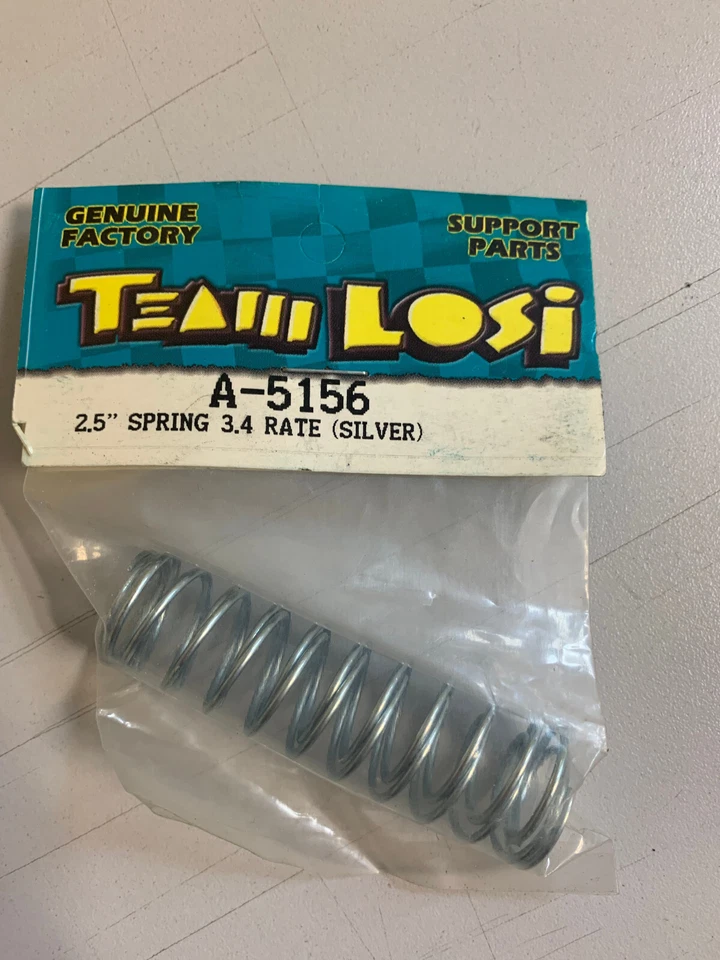 GENUINE FACTORY
SUPPORT PARTS
TEAM LOSi
A-5156
2.5" SPRING 3.4 RATE (SILVER)